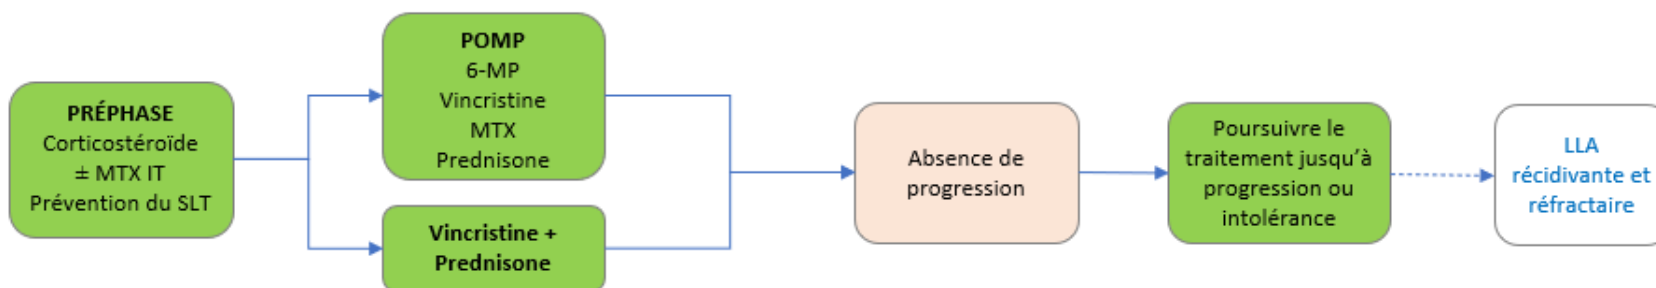 PRÉPHASE
Corticostéroïde
± MTX IT
Prévention du SLT
POMP
6-MP
Vincristine
MTX
Prednisone
Vincristine +
Prednisone
Absence de
progression
Poursuivre le
traitement jusqu'à
progression ou
intolérance
LLA
récidivante et
réfractaire